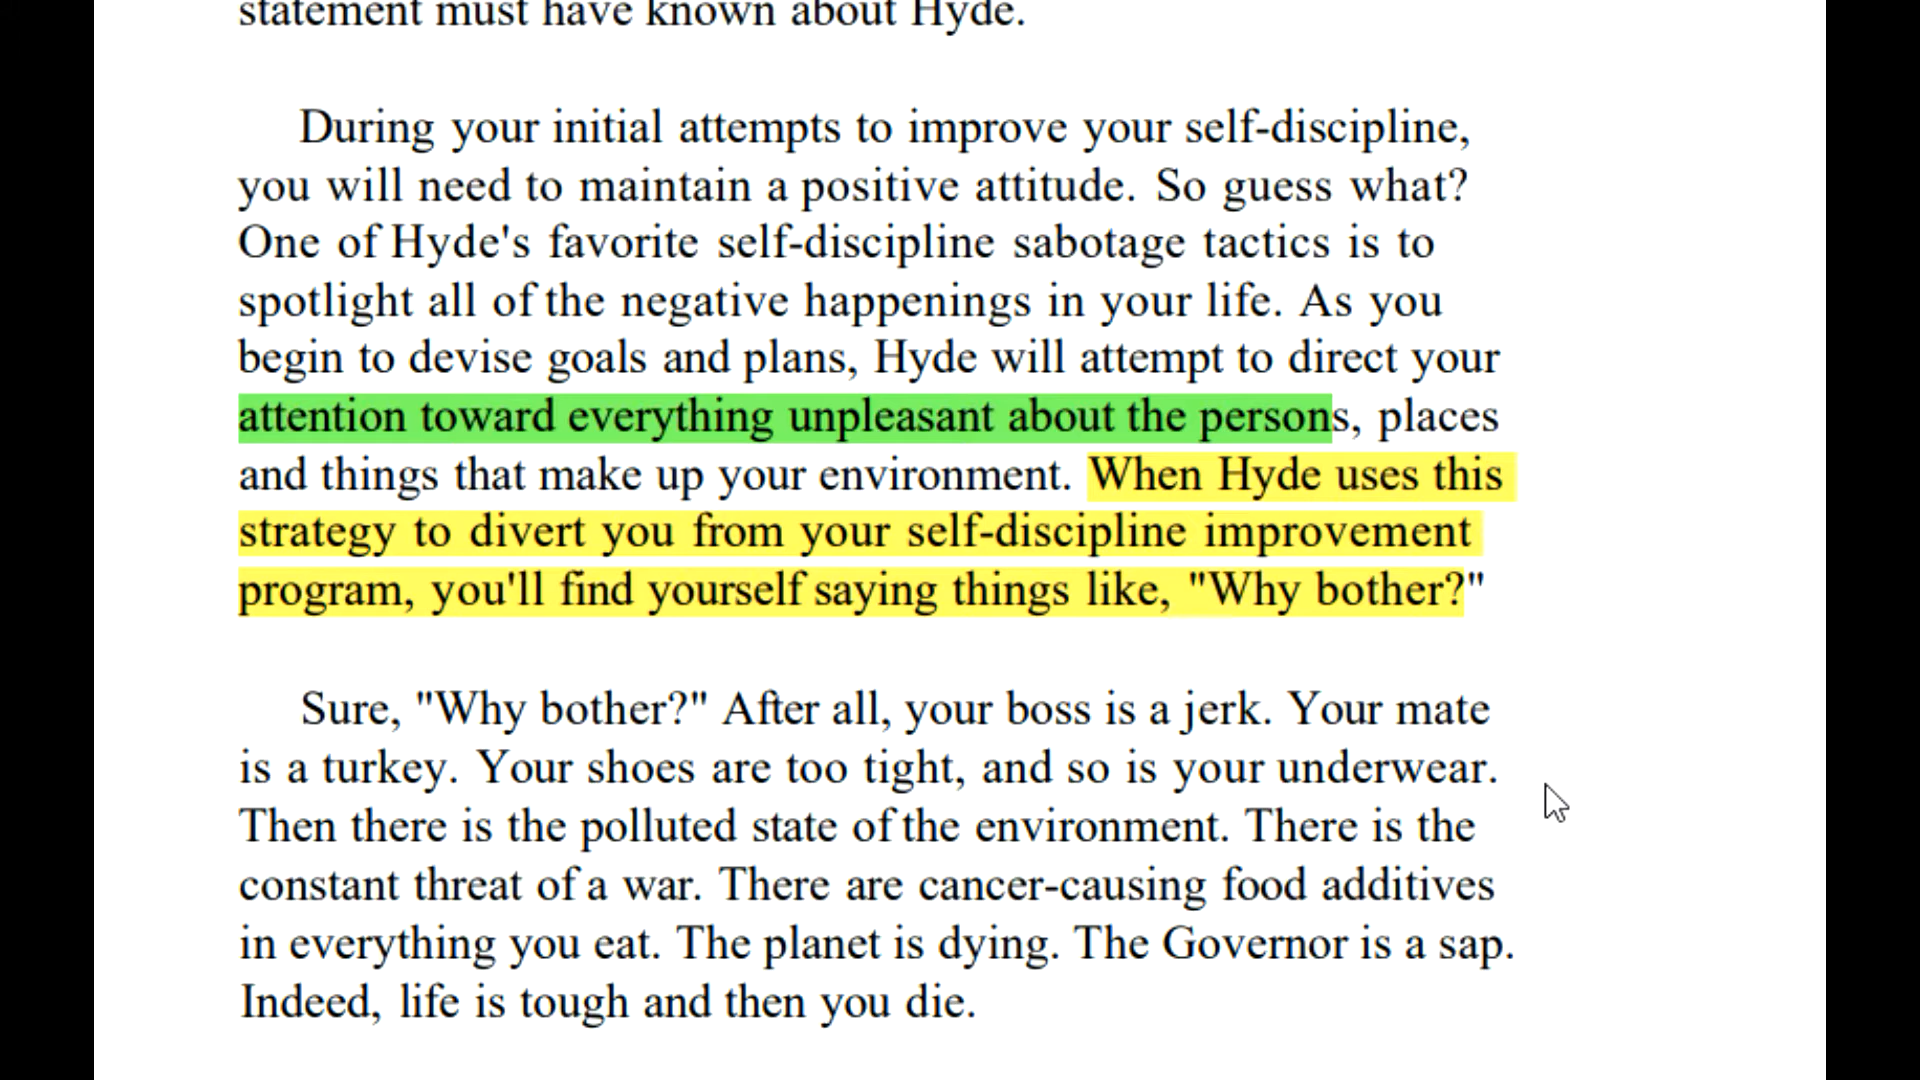 statement must have known about Hyde.
During your initial attempts to improve your self-discipline,
you will need to maintain a positive attitude. So guess what?
One of Hyde's favorite self-discipline sabotage tactics is to
spotlight all of the negative happenings in your life. As you
begin to devise goals and plans, Hyde will attempt to direct your
attention toward everything unpleasant about the persons, places
and things that make up your environment. When Hyde uses this
strategy to divert you from your self-discipline improvement
program, you'll find yourself saying things like, "Why bother?"
Sure, "Why bother?" After all, your boss is a jerk. Your mate
is a turkey. Your shoes are too tight, and so is your underwear.
Then there is the polluted state of the environment. There is the
constant threat of a war. There are cancer-causing food additives
in everything you eat. The planet is dying. The Governor is a sap.
Indeed, life is tough and then you die.